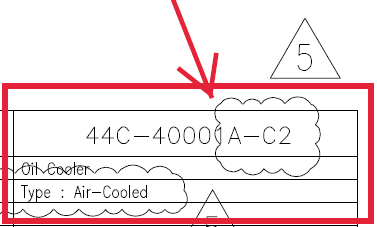 5
44C-40001A-C2
Oil Cooler
Type : Air-Cooled